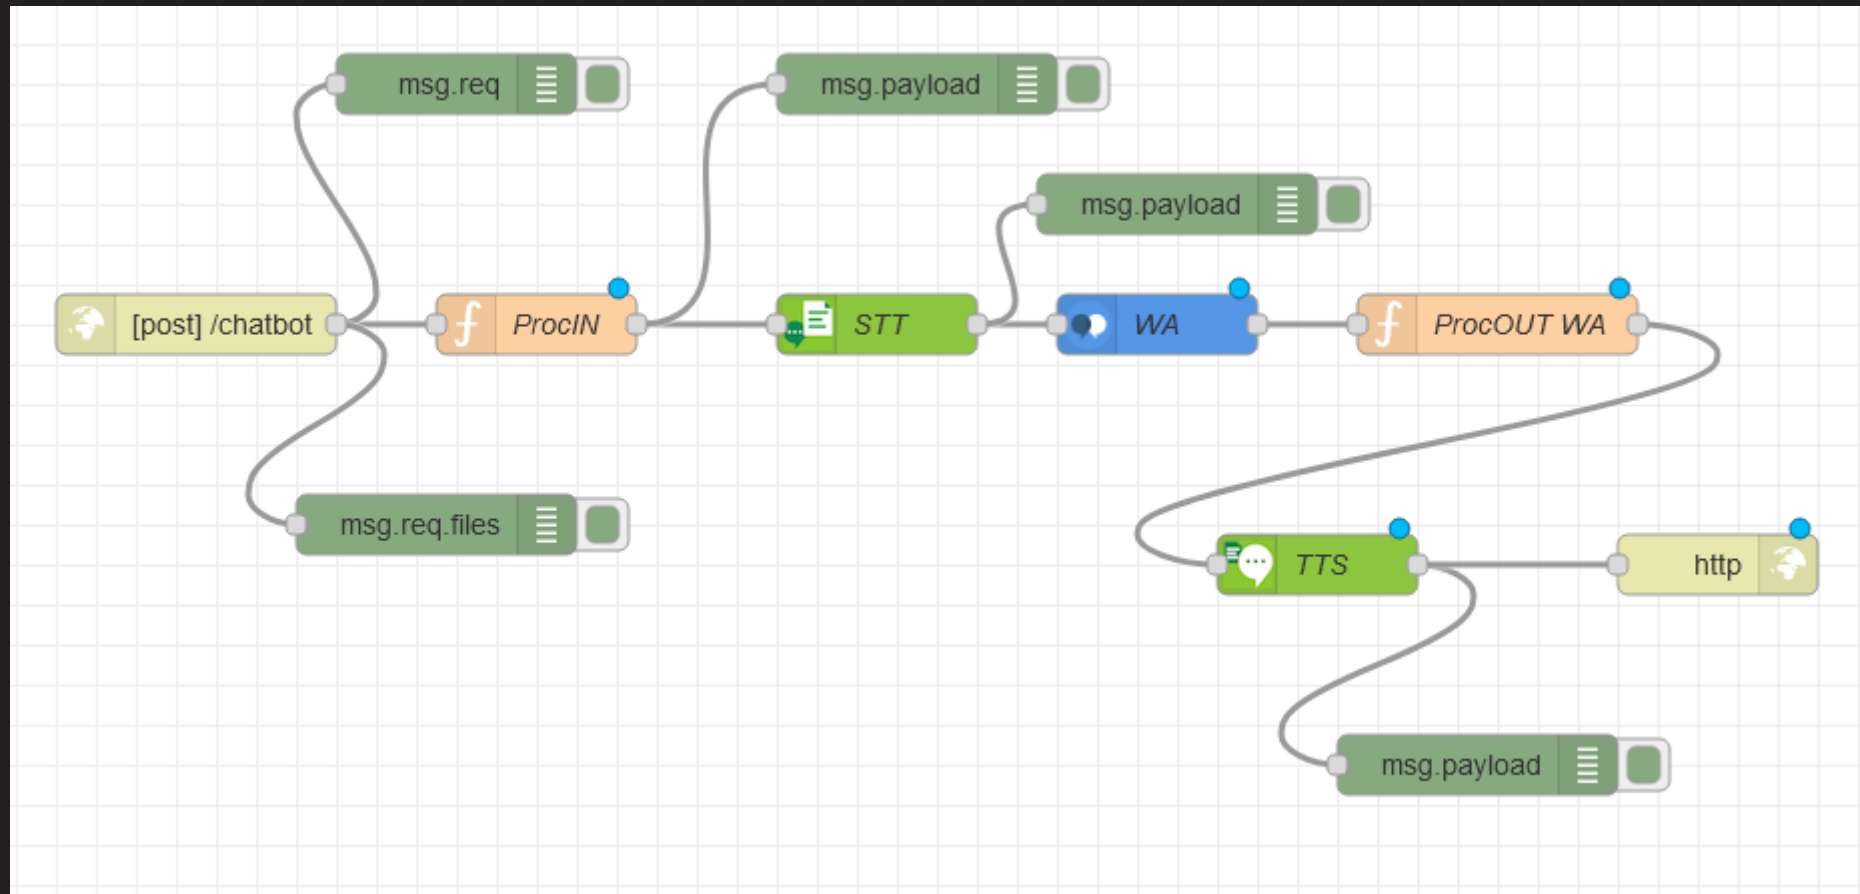 msg.req
msg.payload
msg.payload
[post] /chatbot
ProcIN
STT
WA
ProcOUT WA
msg.req.files
TTS
http
msg.payload